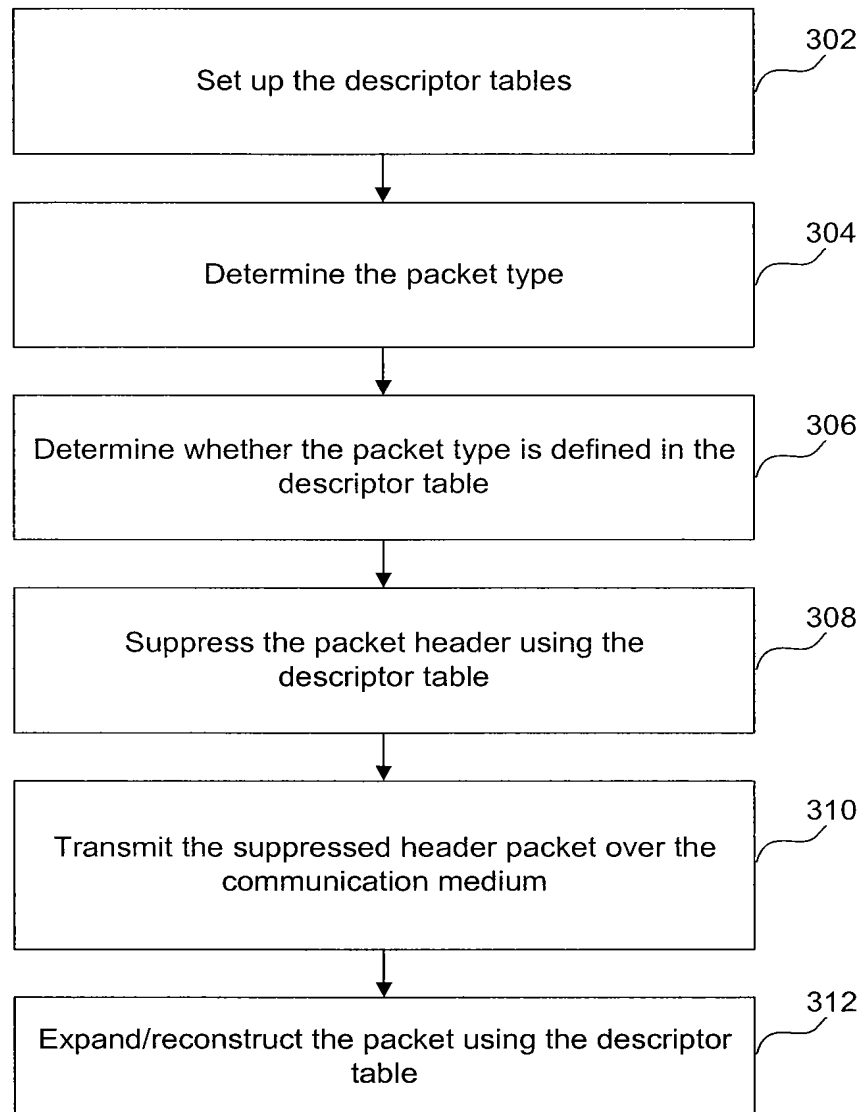 302
Set up the descriptor tables
304
Determine the packet type
306
Determine whether the packet type is defined in the
descriptor table
308
Suppress the packet header using the
descriptor table
310
Transmit the suppressed header packet over the
communication medium
312
Expand/reconstruct the packet using the descriptor
table